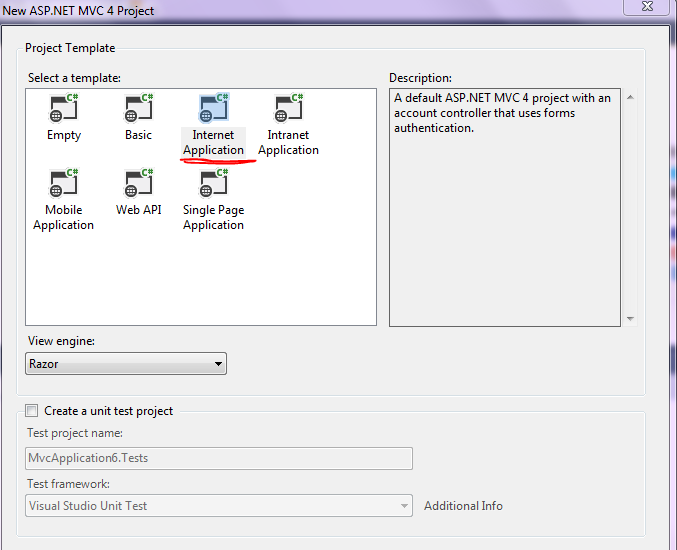 New ASP.NET MVC 4 Project
Project Template
Select a template:
Description:
C# C# C# C#
Empty Basic Internet Application Intranet Application
C# C# C#
Mobile Application Web API Single Page Application
A default ASP.NET MVC 4 project with an
account controller that uses forms
authentication.
View engine:
Razor
Create a unit test project
Test project name:
MvcApplication6.Tests
Test framework:
Visual Studio Unit Test
Additional Info